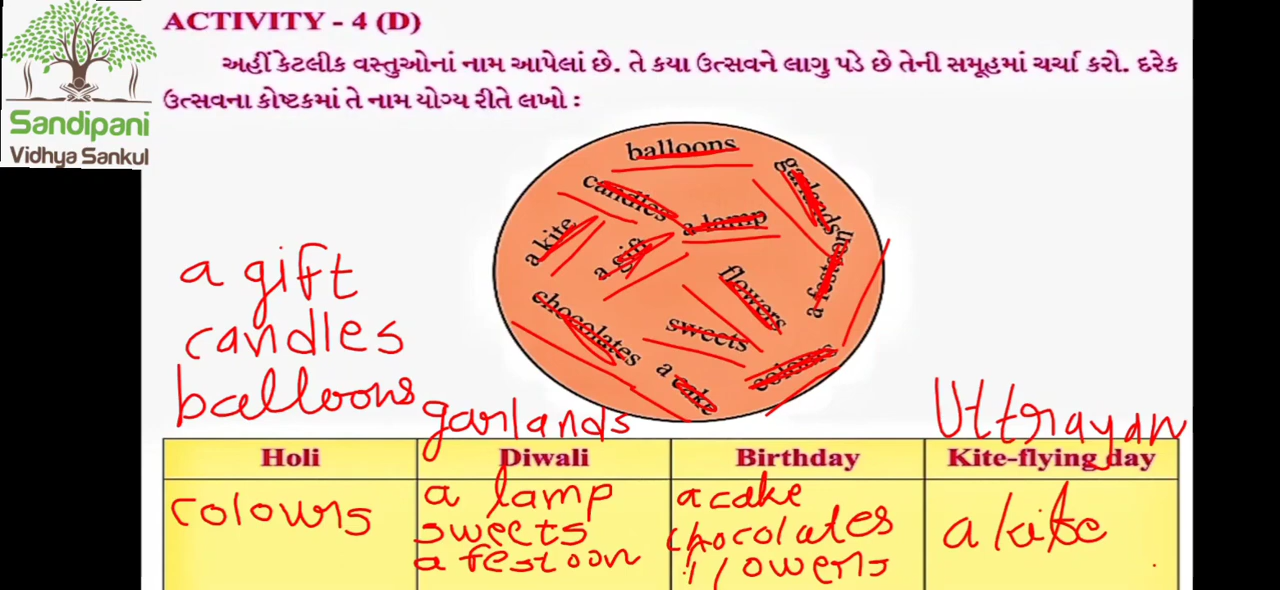 ACTIVITY - 4 (D)
અહીં કેટલીક વસ્તુઓનાં નામ આપેલાં છે. તે કયા ઉત્સવને લાગુ પડે છે તેની સમૂહમાં ચર્ચા કરો. દરેક
ઉત્સવના કોષ્ટકમાં તે નામ યોગ્ય રીતે લખો :
Sandipani
Vidhya Sankul
balloons
garlands
candles
a lamp
a kite
a gift
a festoon
flowers
chocolates
sweets
colours
a cake
a gift
candles
balloons
garlands
Uttrayan
Holi
Diwali
Birthday
Kite-flying day
colours
a lamp
sweets
a festoon
a cake
chocolates
flowers
a kite